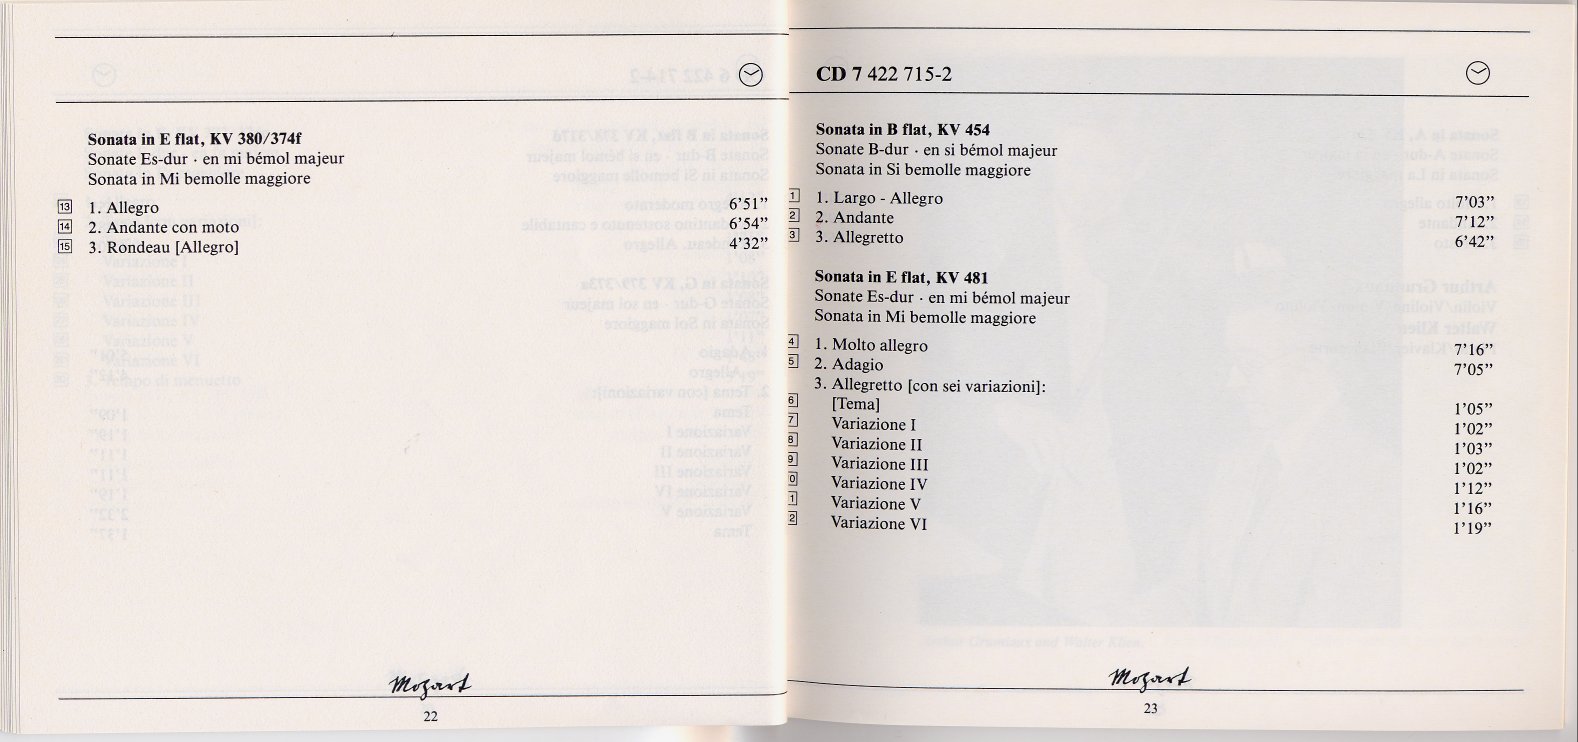 Sonata in E flat, KV 380/374f
Sonate Es-dur · en mi bémol majeur
Sonata in Mi bemolle maggiore
13 1. Allegro 6’51”
14 2. Andante con moto 6’54”
15 3. Rondeau [Allegro] 4’32”
Mozart
22
CD 7 422 715-2
Sonata in B flat, KV 454
Sonate B-dur · en si bémol majeur
Sonata in Si bemolle maggiore
1 1. Largo - Allegro 7’03”
2 2. Andante 7’12”
3 3. Allegretto 6’42”
Sonata in E flat, KV 481
Sonate Es-dur · en mi bémol majeur
Sonata in Mi bemolle maggiore
4 1. Molto allegro 7’16”
5 2. Adagio 7’05”
3. Allegretto [con sei variazioni]:
6 [Tema] 1’05”
7 Variazione I 1’02”
8 Variazione II 1’03”
9 Variazione III 1’02”
0 Variazione IV 1’12”
1 Variazione V 1’16”
2 Variazione VI 1’19”
Mozart
23